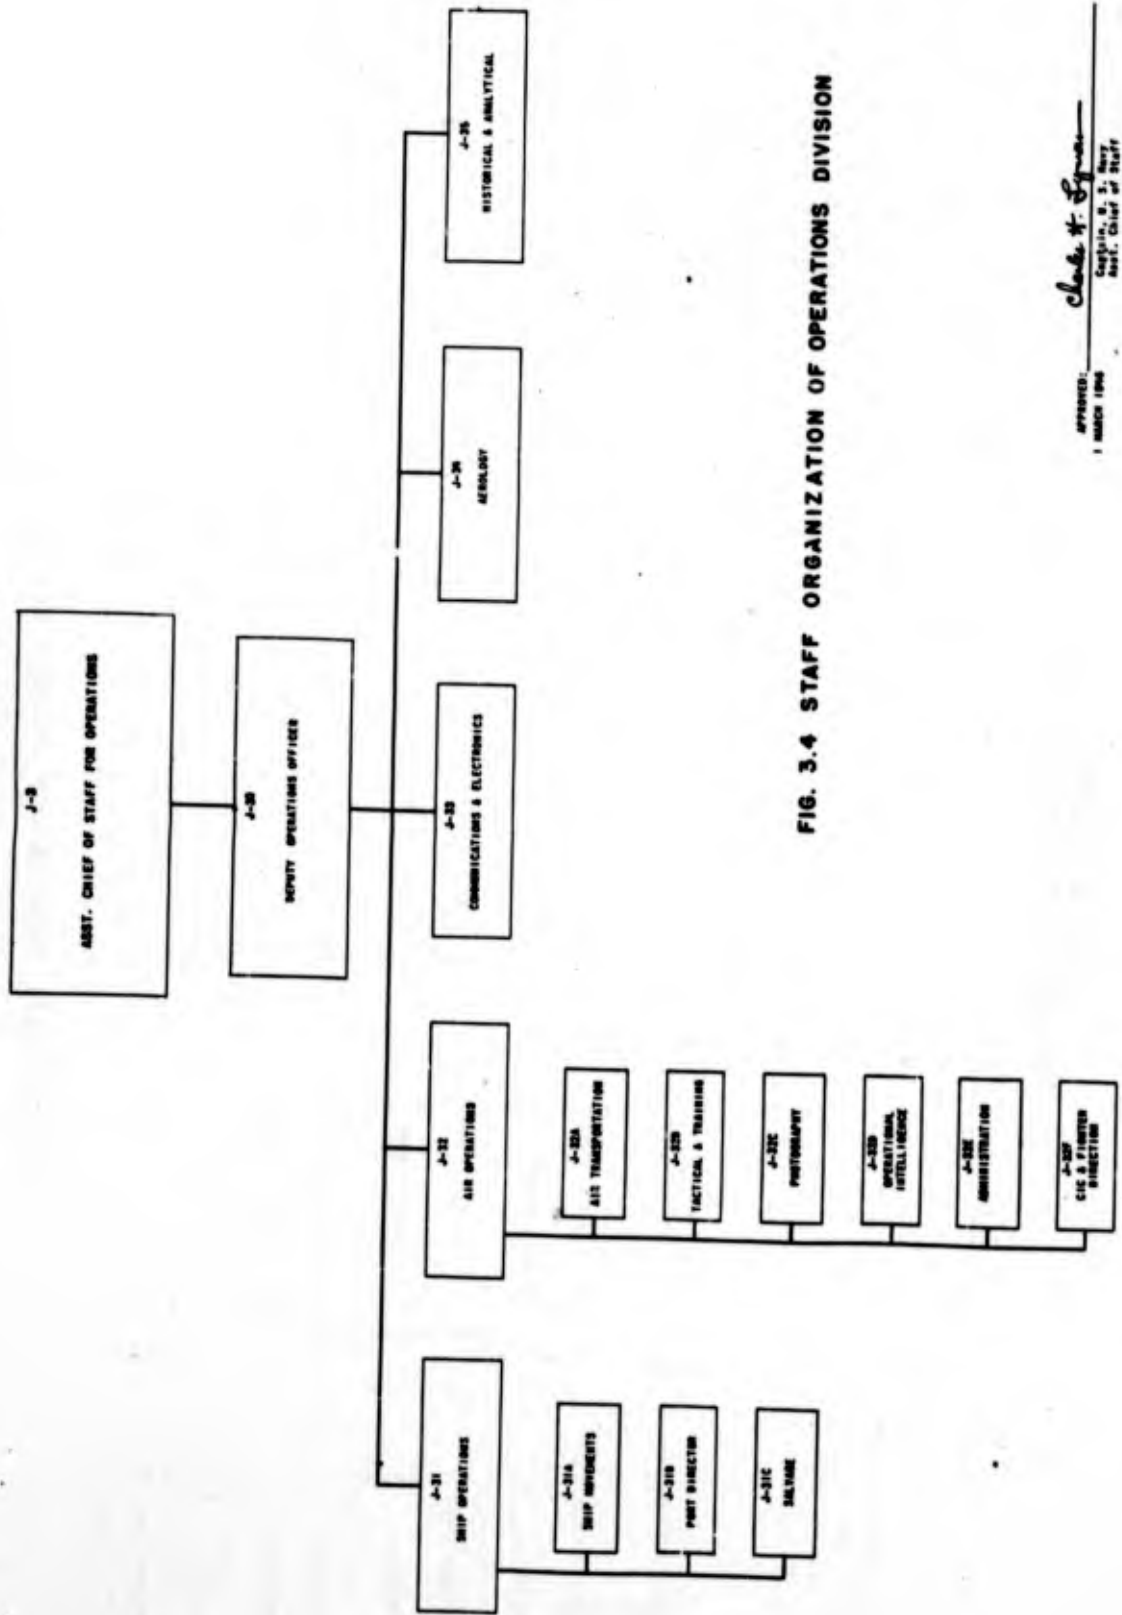 J-3
ASST. CHIEF OF STAFF FOR OPERATIONS
J-30
DEPUTY OPERATIONS OFFICER
J-31
SHIP OPERATIONS
J-32
AIR OPERATIONS
J-33
COMMUNICATIONS & ELECTRONICS
J-34
AEROLOGY
J-35
HISTORICAL & ANALYTICAL
J-31A
SHIP MOVEMENTS
J-31B
PORT DIRECTOR
J-31C
SALVAGE
J-32A
AIR TRANSPORTATION
J-32B
TACTICAL & TRAINING
J-32C
PHOTOGRAPHY
J-32D
OPERATIONAL
INTELLIGENCE
J-32E
ADMINISTRATION
J-32F
CIC & FIGHTER
DIRECTION
FIG. 3.4 STAFF ORGANIZATION OF OPERATIONS DIVISION
APPROVED: Charles H. Lyman
1 MARCH 1946
Captain, U. S. Navy
Asst. Chief of Staff